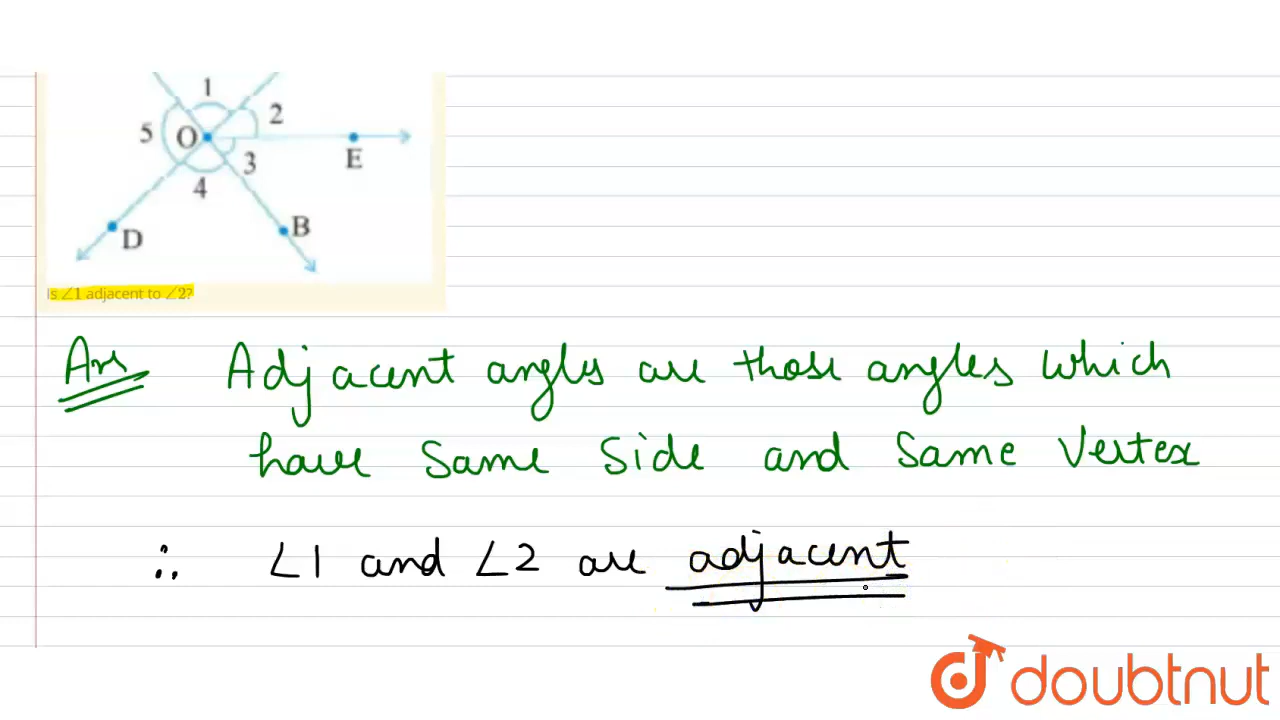 1
2
5 O
3 E
4
B
D
Is ∠1 adjacent to ∠2?
Ans Adjacent angles are those angles which
have same side and same vertex
∴ ∠1 and ∠2 are adjacent
doubtnut